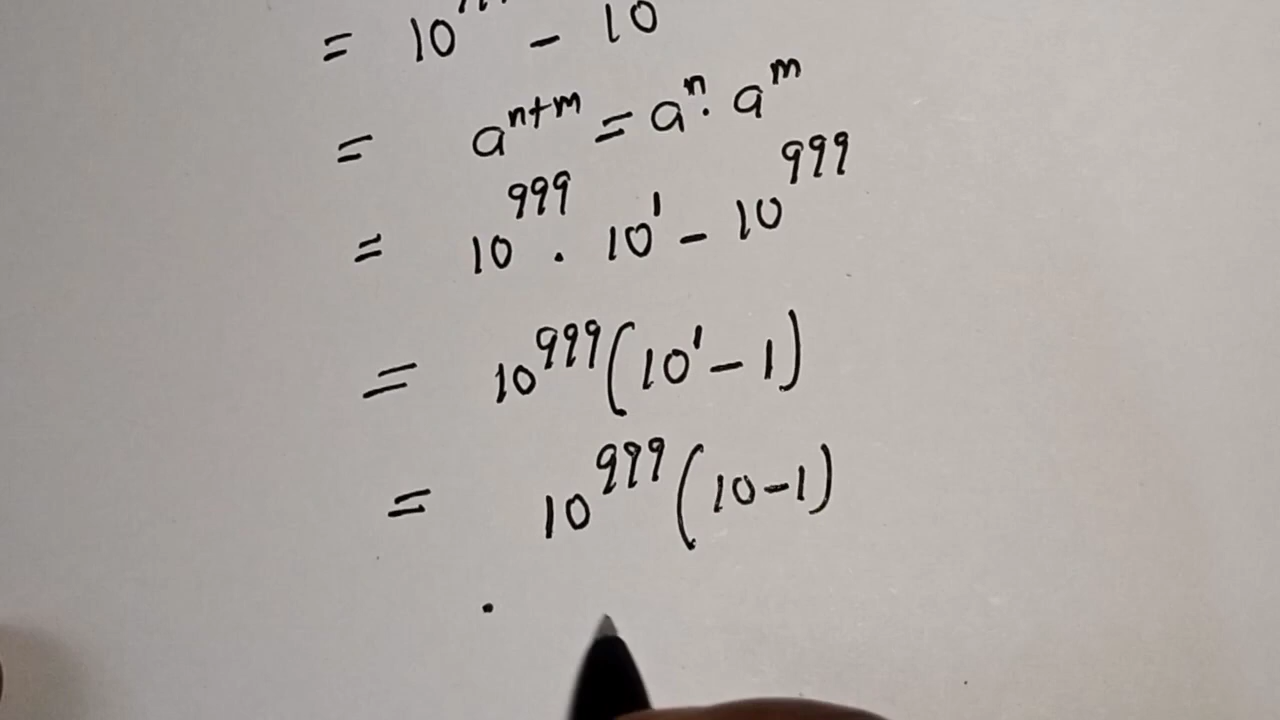 = 10 - 10
= a^{n+m} = a^n · a^m
= 10^{999} · 10^1 - 10^{999}
= 10^{999} (10^1 - 1)
= 10^{999} (10 - 1)